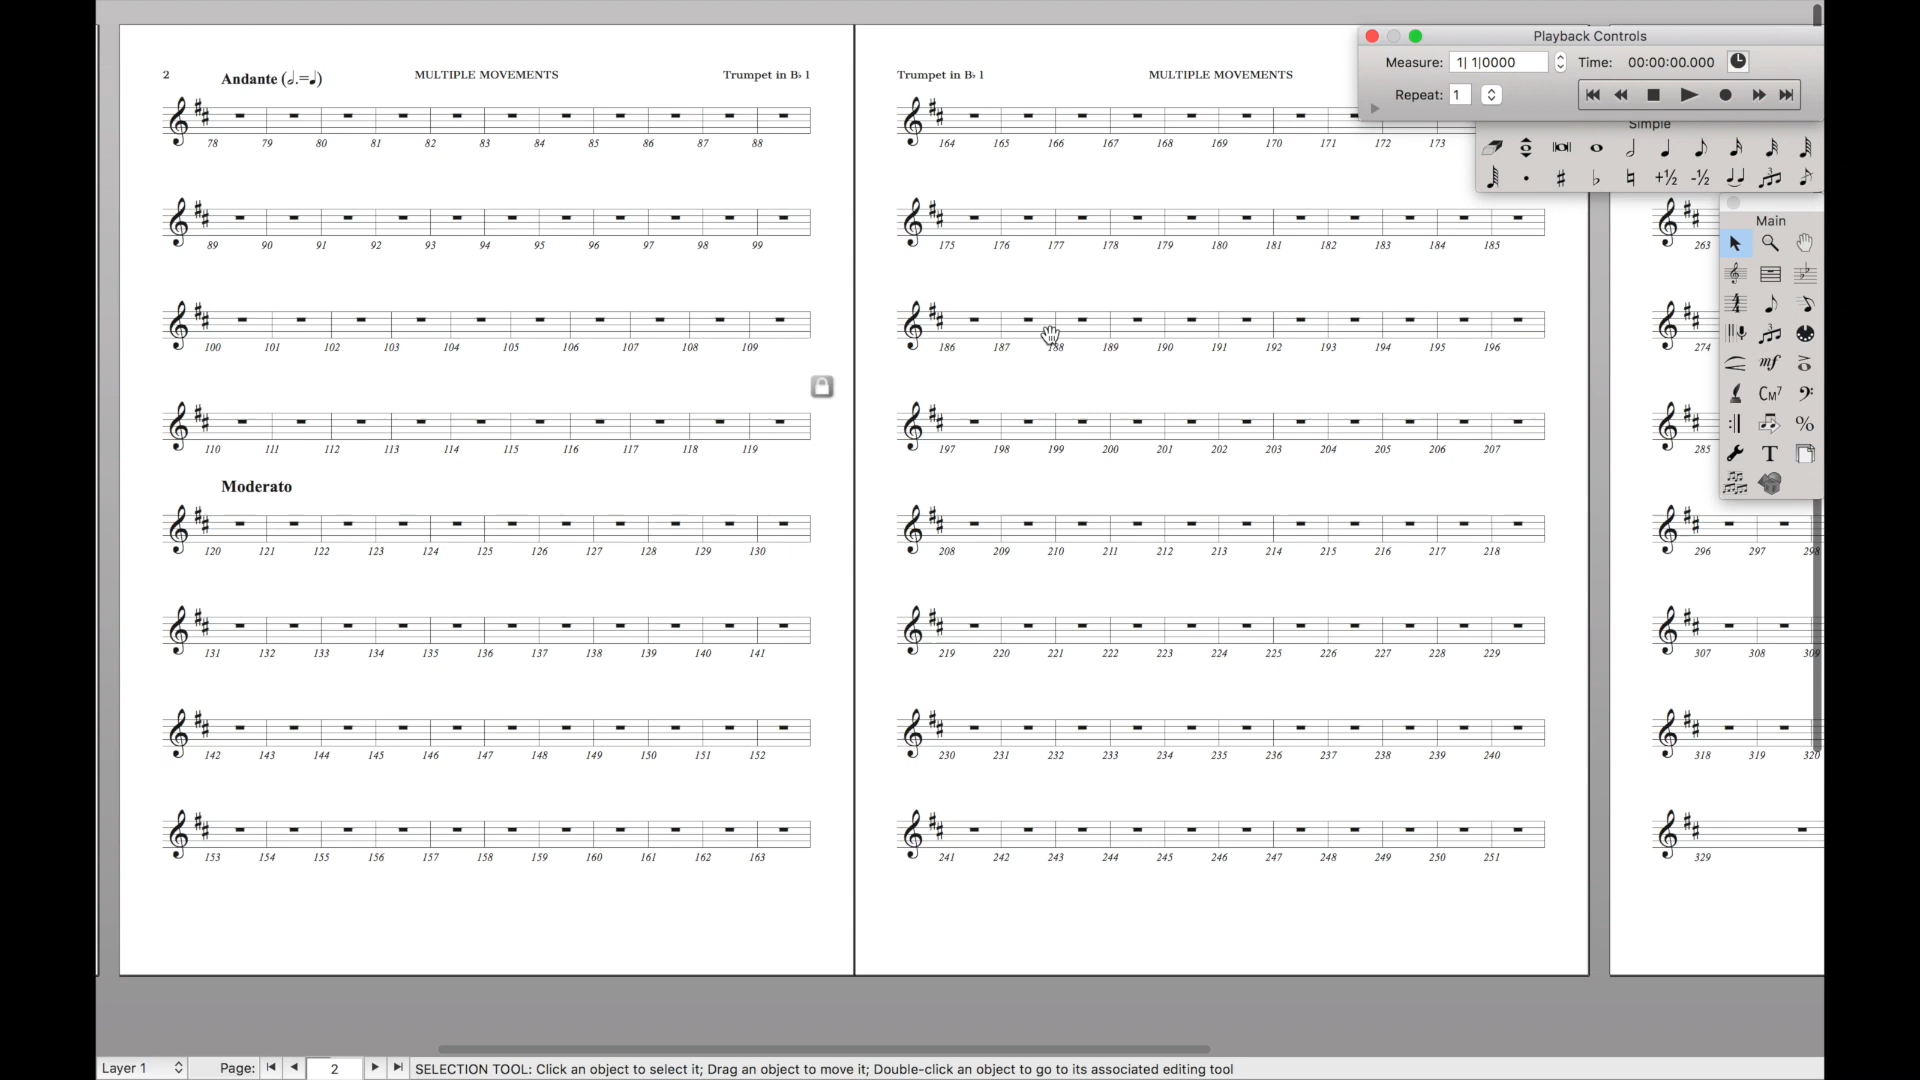 2 Andante (𝅗𝅥.=♩) MULTIPLE MOVEMENTS Trumpet in B♭ 1
78 79 80 81 82 83 84 85 86 87 88
89 90 91 92 93 94 95 96 97 98 99
100 101 102 103 104 105 106 107 108 109
110 111 112 113 114 115 116 117 118 119
Moderato
120 121 122 123 124 125 126 127 128 129 130
131 132 133 134 135 136 137 138 139 140 141
142 143 144 145 146 147 148 149 150 151 152
153 154 155 156 157 158 159 160 161 162 163
Trumpet in B♭ 1 MULTIPLE MOVEMENTS
164 165 166 167 168 169 170 171 172 173
175 176 177 178 179 180 181 182 183 184 185
186 187 188 189 190 191 192 193 194 195 196
197 198 199 200 201 202 203 204 205 206 207
208 209 210 211 212 213 214 215 216 217 218
219 220 221 222 223 224 225 226 227 228 229
230 231 232 233 234 235 236 237 238 239 240
241 242 243 244 245 246 247 248 249 250 251
263
274
285
296 297 298
307 308 309
318 319 320
329
Playback Controls
Measure: 1| 1|0000 Time: 00:00:00.000
Repeat: 1
Simple
+½ -½
Main
mf
CM7
%
T
Layer 1 Page: 2 SELECTION TOOL: Click an object to select it; Drag an object to move it; Double-click an object to go to its associated editing tool